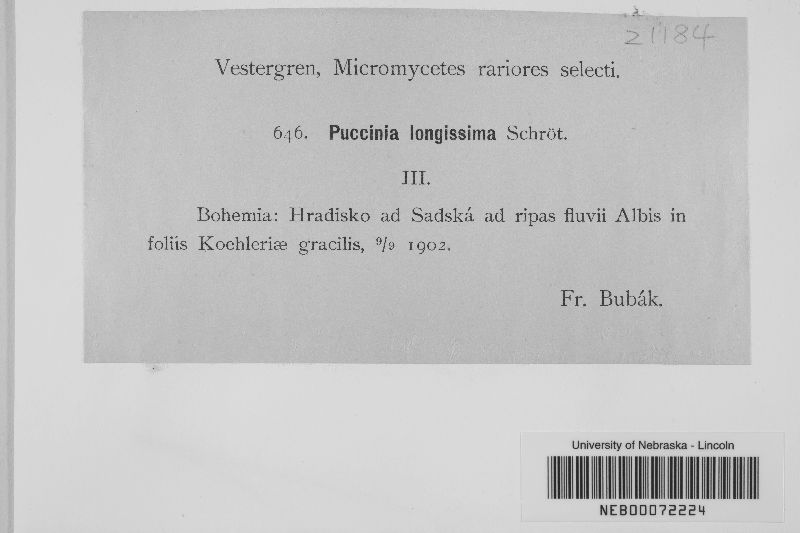 21184
Vestergren, Micromycetes rariores selecti.
646. Puccinia longissima Schröt.
III.
Bohemia: Hradisko ad Sadská ad ripas fluvii Albis in
foliis Koehleriæ gracilis, 9/9 1902.
Fr. Bubák.
University of Nebraska - Lincoln
NEB00072224